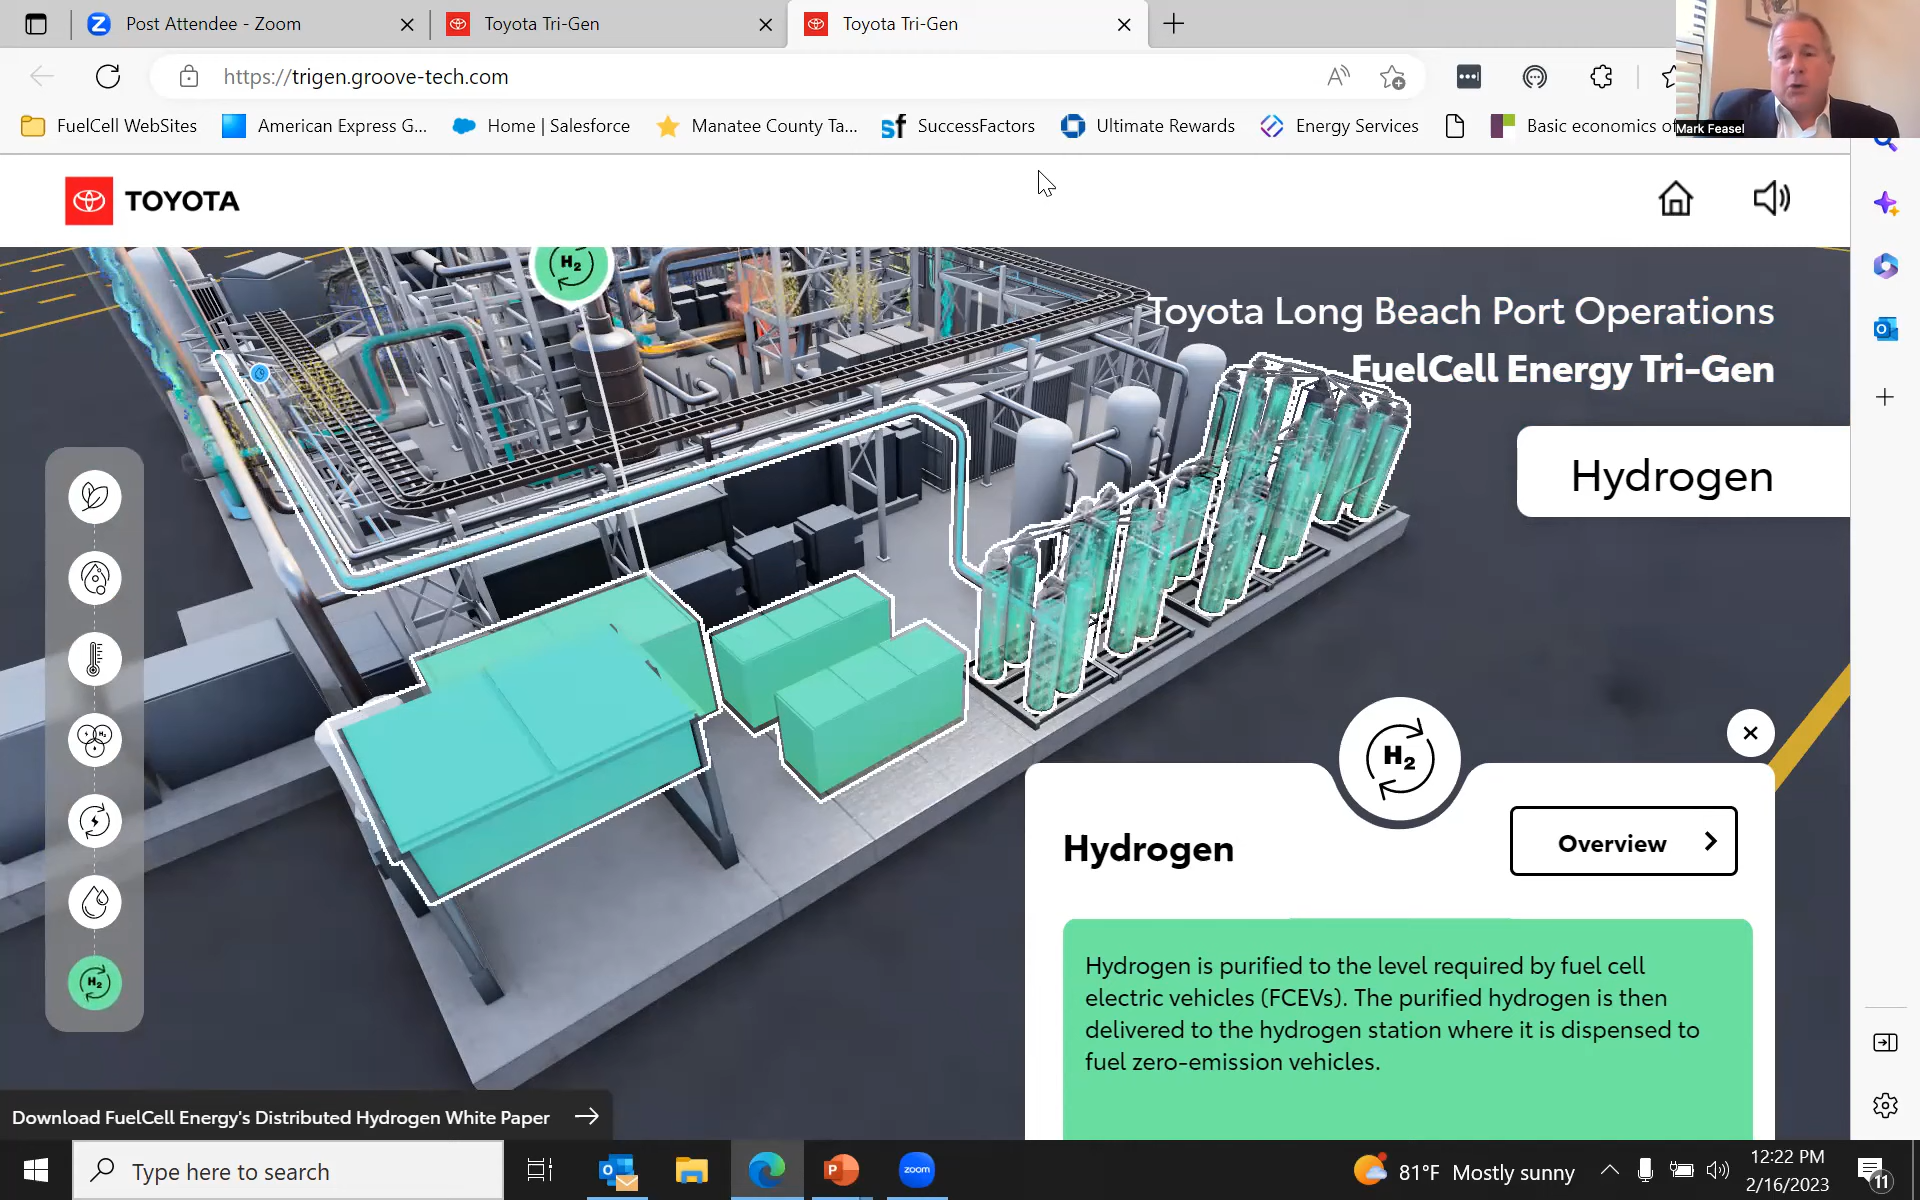 Post Attendee - Zoom
Toyota Tri-Gen
Toyota Tri-Gen
https://trigen.groove-tech.com
FuelCell WebSites
American Express G...
Home | Salesforce
Manatee County Ta...
SuccessFactors
Ultimate Rewards
Energy Services
Basic economics o
Mark Feasel
TOYOTA
H2
Toyota Long Beach Port Operations
FuelCell Energy Tri-Gen
Hydrogen
H2
Hydrogen
Overview
Hydrogen is purified to the level required by fuel cell
electric vehicles (FCEVs). The purified hydrogen is then
delivered to the hydrogen station where it is dispensed to
fuel zero-emission vehicles.
H2
Download FuelCell Energy's Distributed Hydrogen White Paper
Type here to search
zoom
81°F Mostly sunny
12:22 PM
2/16/2023
11